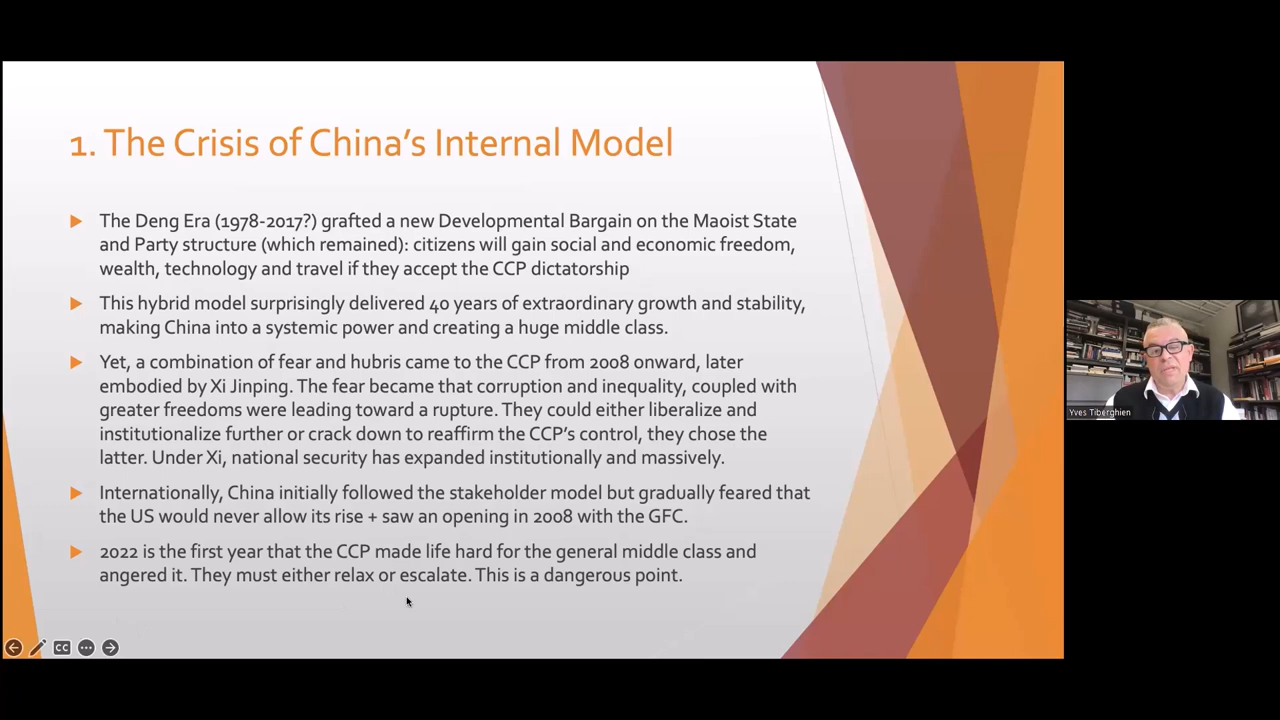 1. The Crisis of China's Internal Model
The Deng Era (1978-2017?) grafted a new Developmental Bargain on the Maoist State
and Party structure (which remained): citizens will gain social and economic freedom,
wealth, technology and travel if they accept the CCP dictatorship
This hybrid model surprisingly delivered 40 years of extraordinary growth and stability,
making China into a systemic power and creating a huge middle class.
Yet, a combination of fear and hubris came to the CCP from 2008 onward, later
embodied by Xi Jinping. The fear became that corruption and inequality, coupled with
greater freedoms were leading toward a rupture. They could either liberalize and
institutionalize further or crack down to reaffirm the CCP's control, they chose the
latter. Under Xi, national security has expanded institutionally and massively.
Internationally, China initially followed the stakeholder model but gradually feared that
the US would never allow its rise + saw an opening in 2008 with the GFC.
2022 is the first year that the CCP made life hard for the general middle class and
angered it. They must either relax or escalate. This is a dangerous point.
CC
Yves Tiberghien